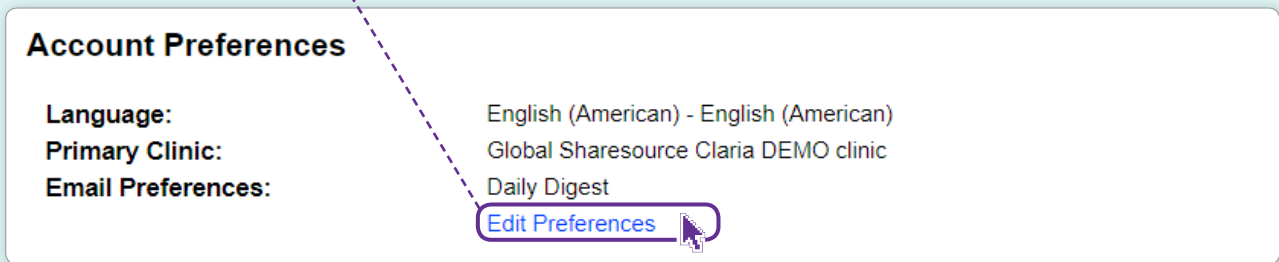 Account Preferences
Language: English (American) - English (American)
Primary Clinic: Global Sharesource Claria DEMO clinic
Email Preferences: Daily Digest
Edit Preferences